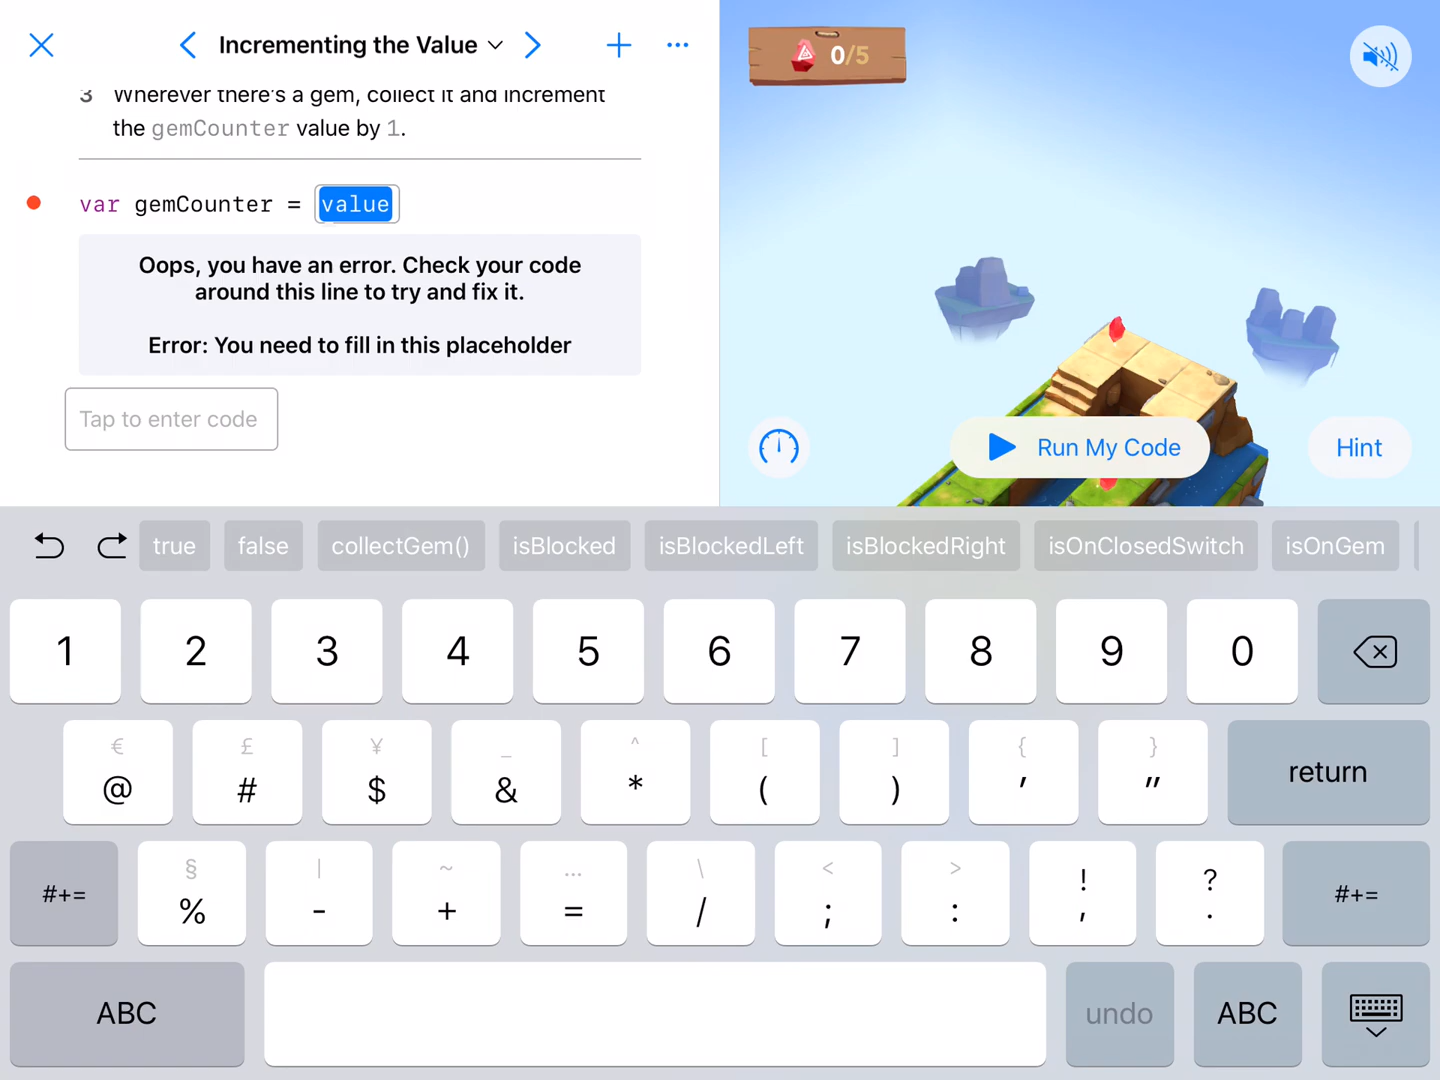 Incrementing the Value
0/5
3 Wherever there's a gem, collect it and increment
the gemCounter value by 1.
var gemCounter = value
Oops, you have an error. Check your code
around this line to try and fix it.
Error: You need to fill in this placeholder
Tap to enter code
Run My Code
Hint
true false collectGem() isBlocked isBlockedLeft isBlockedRight isOnClosedSwitch isOnGem
1 2 3 4 5 6 7 8 9 0
€ £ ¥ _ ^ [ ] { }
@ # $ & * ( ) ' " return
§ | ~ … \ < > ! ?
#+= % - + = / ; : , . #+=
ABC undo ABC